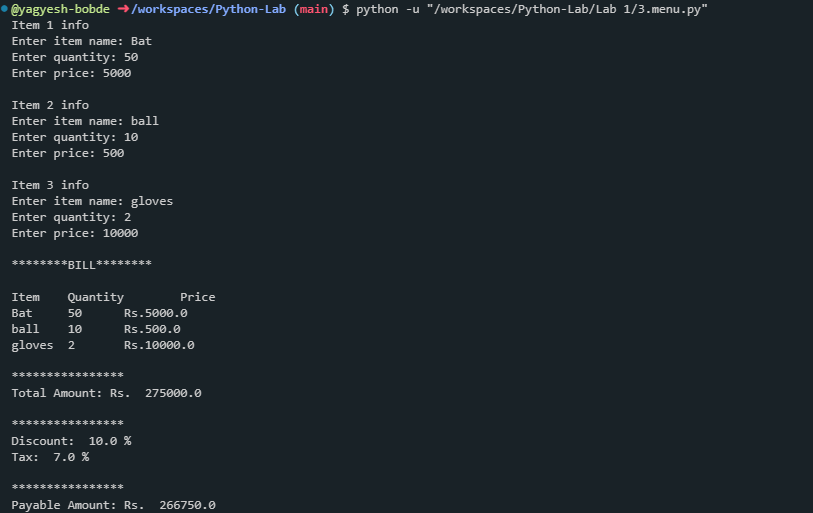 @yagyesh-bobde ➜/workspaces/Python-Lab (main) $ python -u "/workspaces/Python-Lab/Lab 1/3.menu.py"
Item 1 info
Enter item name: Bat
Enter quantity: 50
Enter price: 5000
Item 2 info
Enter item name: ball
Enter quantity: 10
Enter price: 500
Item 3 info
Enter item name: gloves
Enter quantity: 2
Enter price: 10000
********BILL********
Item    Quantity        Price
Bat     50      Rs.5000.0
ball    10      Rs.500.0
gloves  2       Rs.10000.0
****************
Total Amount: Rs.  275000.0
****************
Discount:  10.0 %
Tax:  7.0 %
****************
Payable Amount: Rs.  266750.0